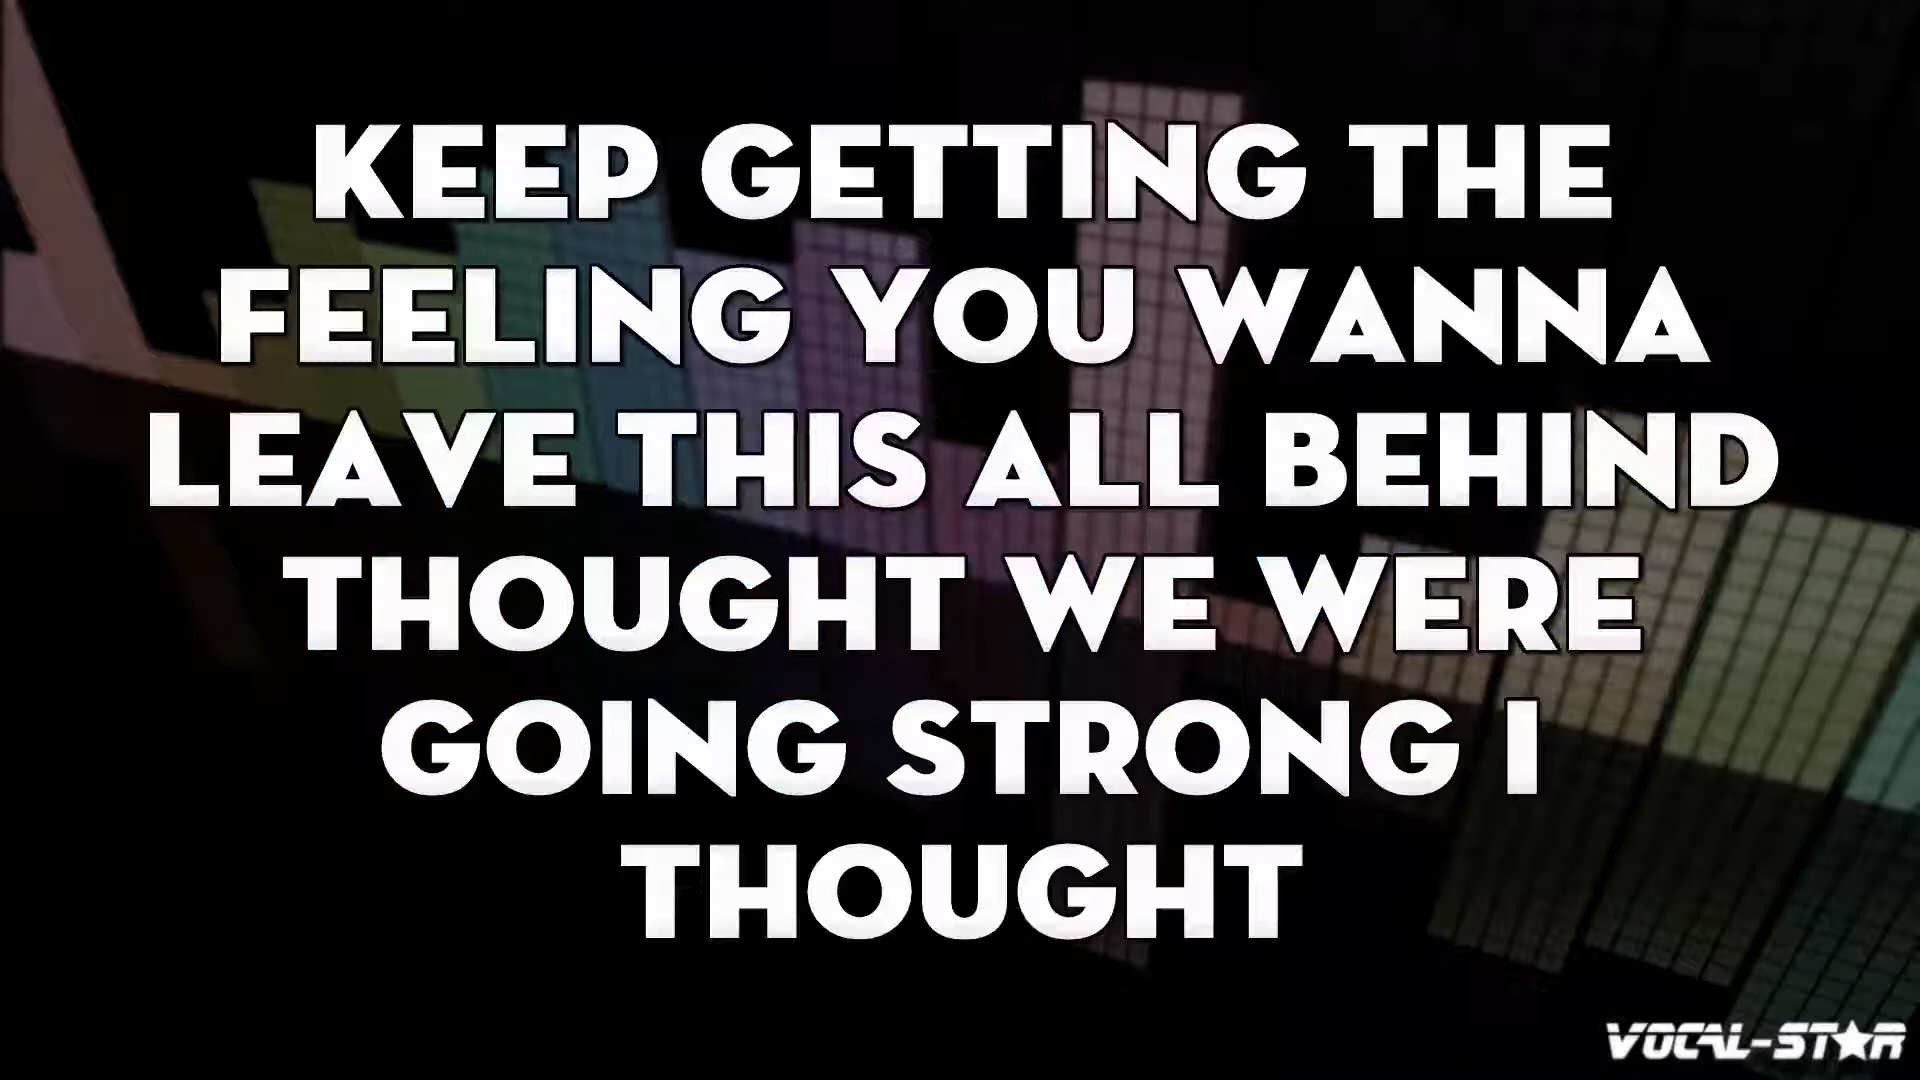 KEEP GETTING THE
FEELING YOU WANNA
LEAVE THIS ALL BEHIND
THOUGHT WE WERE
GOING STRONG I
THOUGHT
VOCAL-STAR